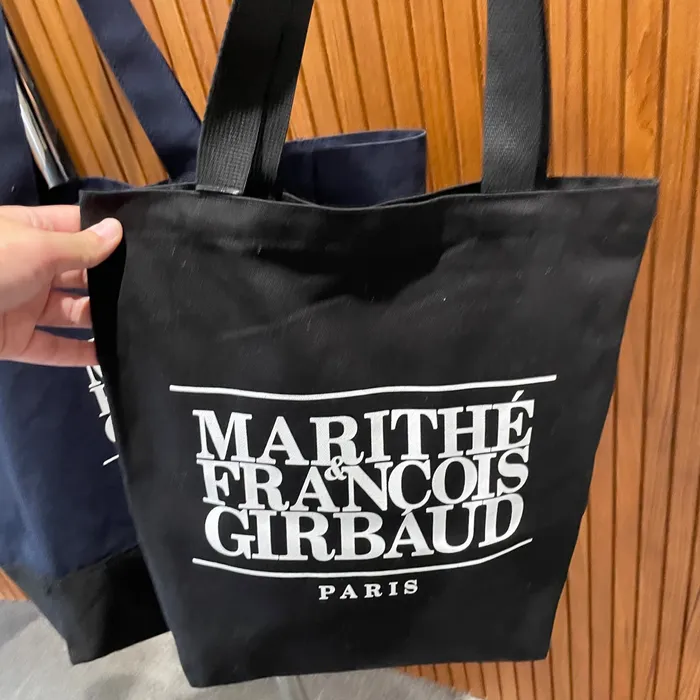 MARITHÉ
&
FRANCOIS
GIRBAUD
PARIS